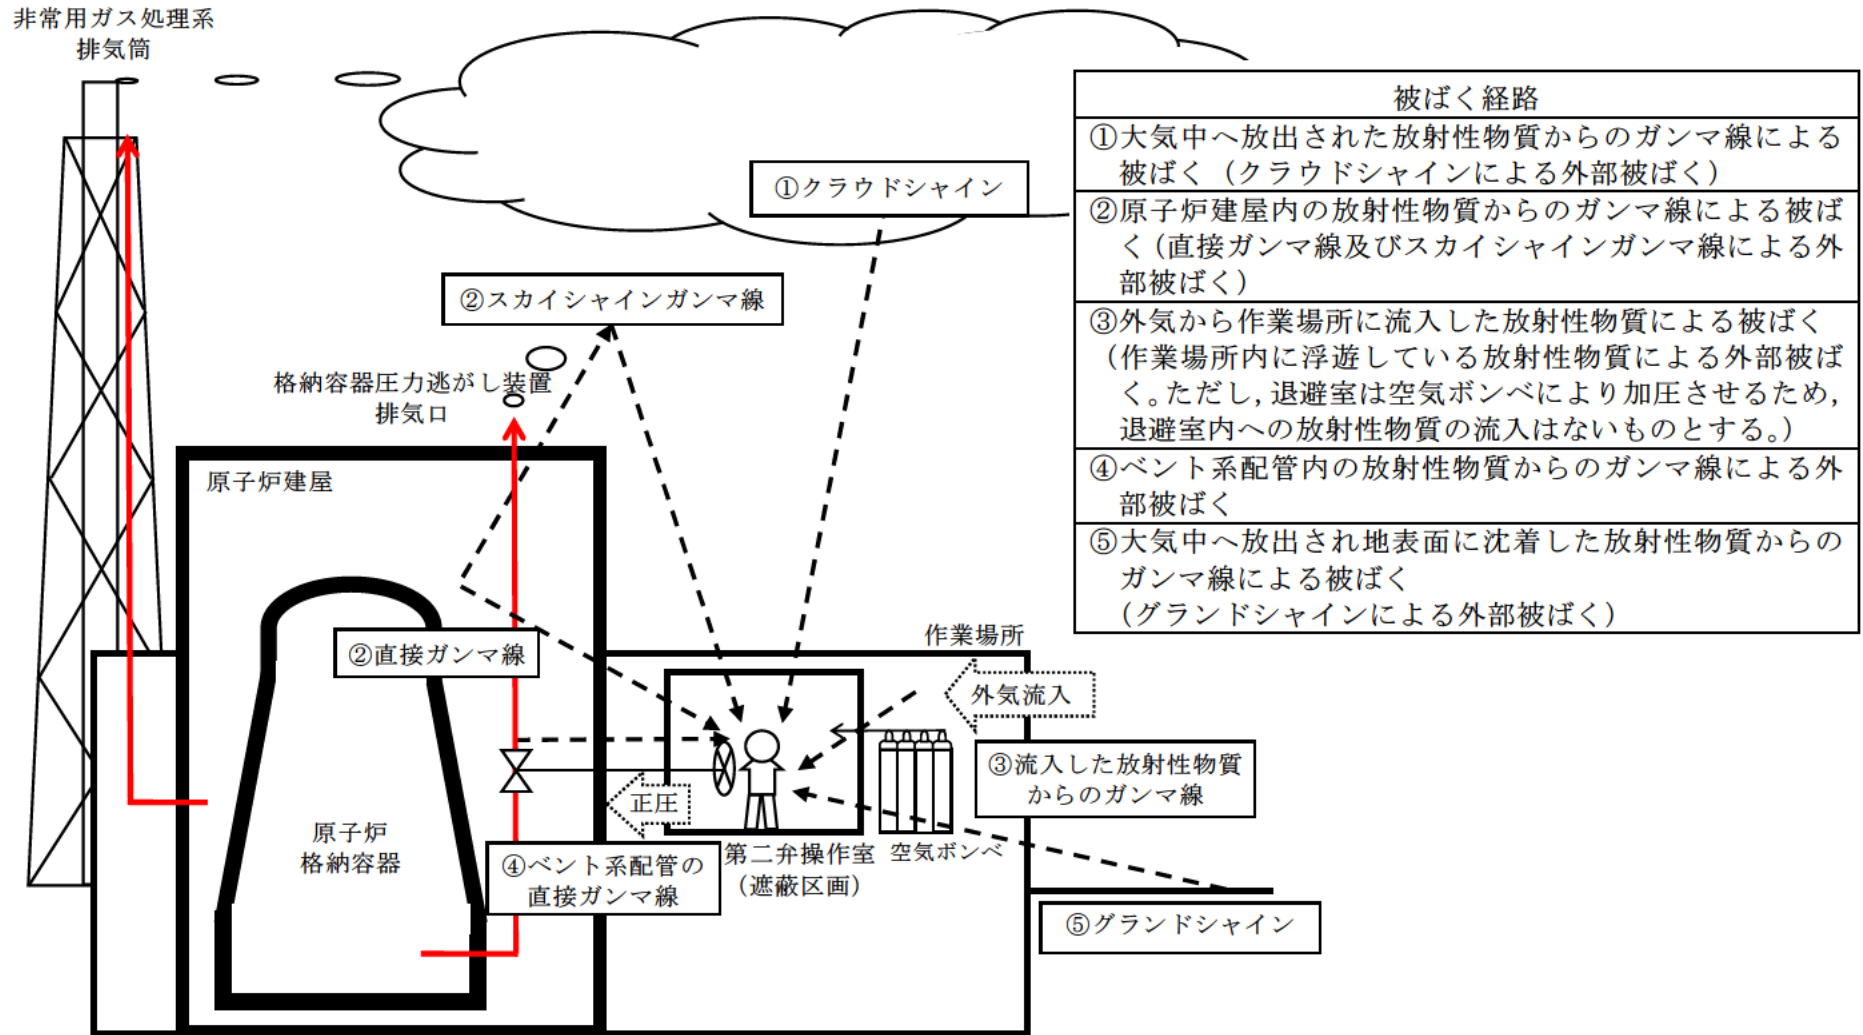 非常用ガス処理系
排気筒
①クラウドシャイン
②スカイシャインガンマ線
格納容器圧力逃がし装置
排気口
原子炉建屋
②直接ガンマ線
作業場所
外気流入
③流入した放射性物質
からのガンマ線
正圧
原子炉
格納容器
④ベント系配管の
直接ガンマ線
第二弁操作室
(遮蔽区画)
空気ボンベ
⑤グランドシャイン
被ばく経路
①大気中へ放出された放射性物質からのガンマ線による
被ばく(クラウドシャインによる外部被ばく)
②原子炉建屋内の放射性物質からのガンマ線による被ば
く(直接ガンマ線及びスカイシャインガンマ線による外
部被ばく)
③外気から作業場所に流入した放射性物質による被ばく
(作業場所内に浮遊している放射性物質による外部被ば
く。ただし,退避室は空気ボンベにより加圧させるため,
退避室内への放射性物質の流入はないものとする。)
④ベント系配管内の放射性物質からのガンマ線による外
部被ばく
⑤大気中へ放出され地表面に沈着した放射性物質からの
ガンマ線による被ばく
(グランドシャインによる外部被ばく)